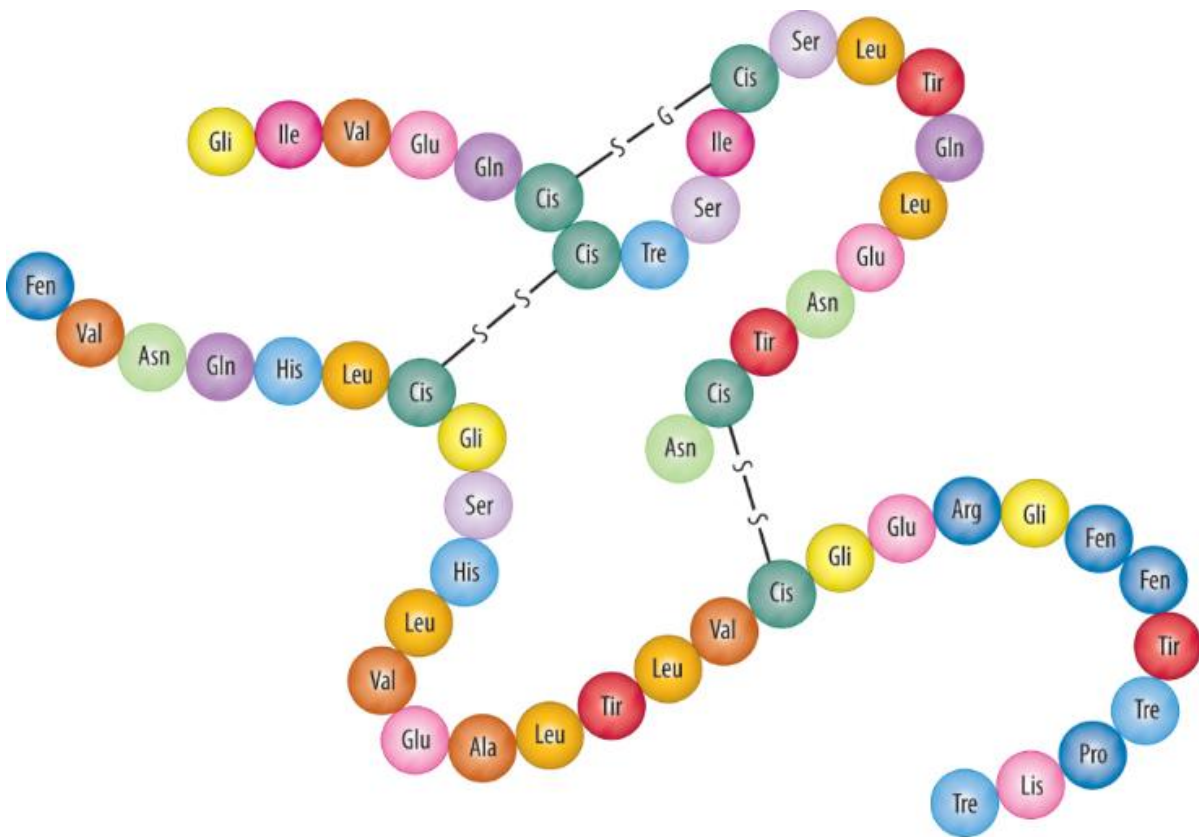 Gli
Ile
Val
Glu
Gln
Cis
Cis
Tre
Ser
Ile
Cis
Ser
Leu
Tir
Gln
Leu
Glu
Asn
Tir
Cis
Asn
S
G
S
S
S
S
Fen
Val
Asn
Gln
His
Leu
Cis
Gli
Ser
His
Leu
Val
Glu
Ala
Leu
Tir
Leu
Val
Cis
Gli
Glu
Arg
Gli
Fen
Fen
Tir
Tre
Pro
Lis
Tre